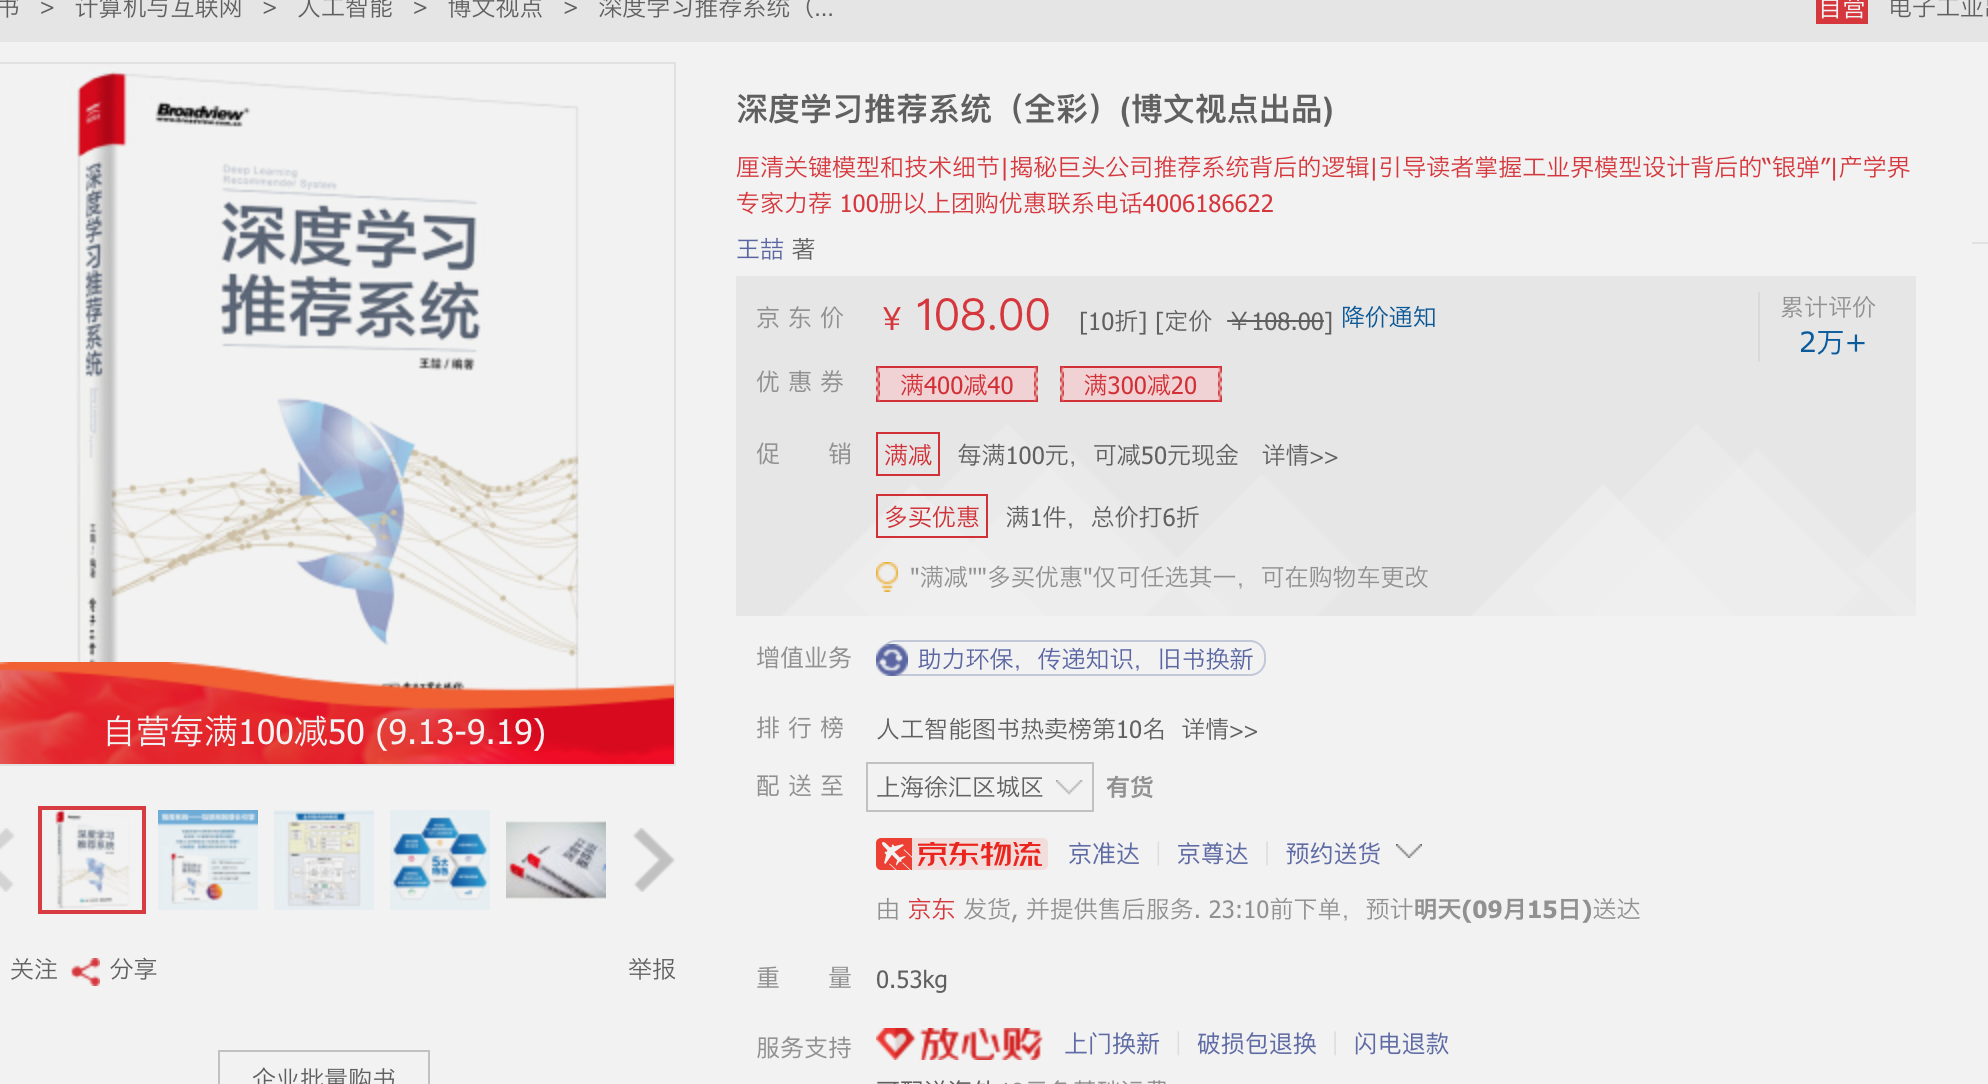 书 > 计算机与互联网 > 人工智能 > 博文视点 > 深度学习推荐系统（...
自营 电子工业
Broadview
www.broadview.com.cn
Deep Learning
Recommender System
深度学习
推荐系统
王喆 / 编著
深度学习推荐系统
自营每满100减50 (9.13-9.19)
深度学习推荐系统（全彩）(博文视点出品)
厘清关键模型和技术细节|揭秘巨头公司推荐系统背后的逻辑|引导读者掌握工业界模型设计背后的“银弹”|产学界
专家力荐 100册以上团购优惠联系电话4006186622
王喆 著
京东价 ￥108.00 [10折] [定价 ￥108.00] 降价通知
累计评价
2万+
优惠券 满400减40 满300减20
促销 满减 每满100元，可减50元现金 详情>>
多买优惠 满1件，总价打6折
"满减""多买优惠"仅可任选其一，可在购物车更改
增值业务 助力环保，传递知识，旧书换新
排行榜 人工智能图书热卖榜第10名 详情>>
配送至 上海徐汇区城区 有货
京东物流 京准达 京尊达 预约送货
由 京东 发货, 并提供售后服务. 23:10前下单，预计明天(09月15日)送达
重量 0.53kg
服务支持 放心购 上门换新 破损包退换 闪电退款
深度学习
推荐系统
5大
特色
关注 分享 举报
企业批量购书